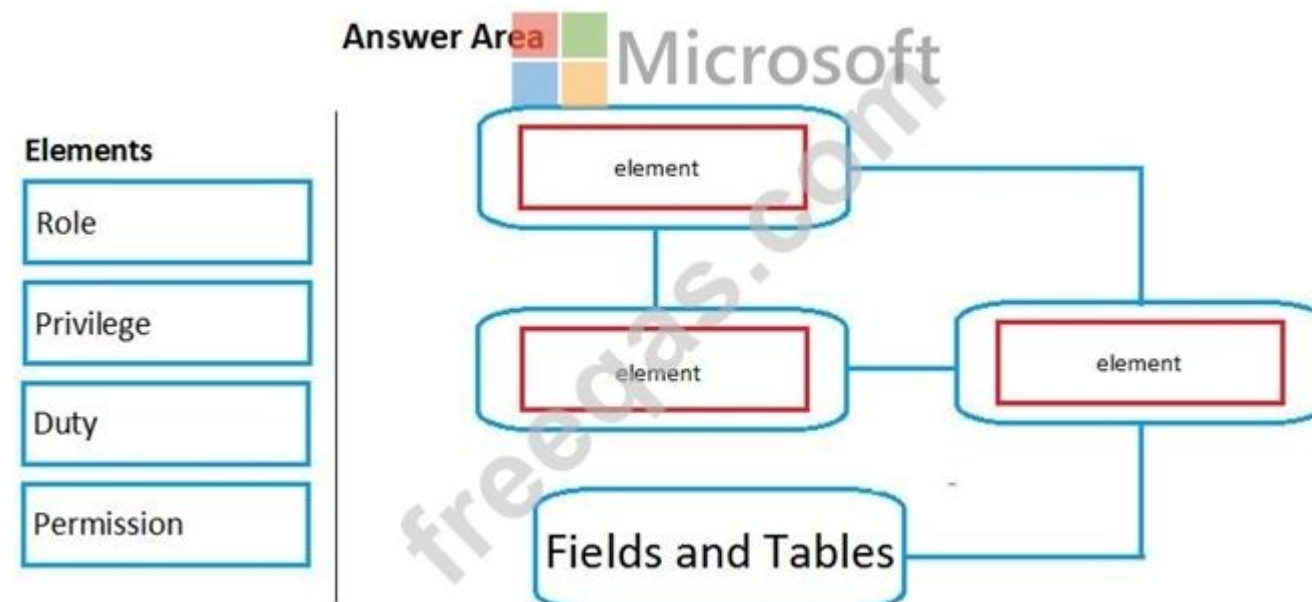 Answer Area
Microsoft
Elements
Role
Privilege
Duty
Permission
element
element
element
Fields and Tables
freeqas.com